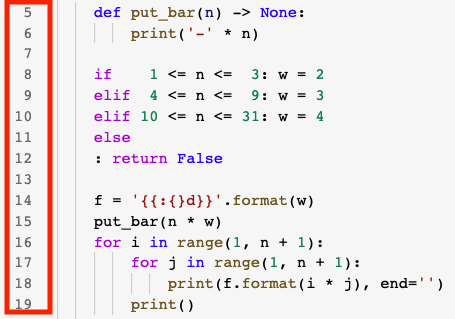 5 def put_bar(n) -> None:
6 print('-' * n)
7
8 if 1 <= n <= 3: w = 2
9 elif 4 <= n <= 9: w = 3
10 elif 10 <= n <= 31: w = 4
11 else
12 : return False
13
14 f = '{{:{}d}}'.format(w)
15 put_bar(n * w)
16 for i in range(1, n + 1):
17 for j in range(1, n + 1):
18 print(f.format(i * j), end='')
19 print()